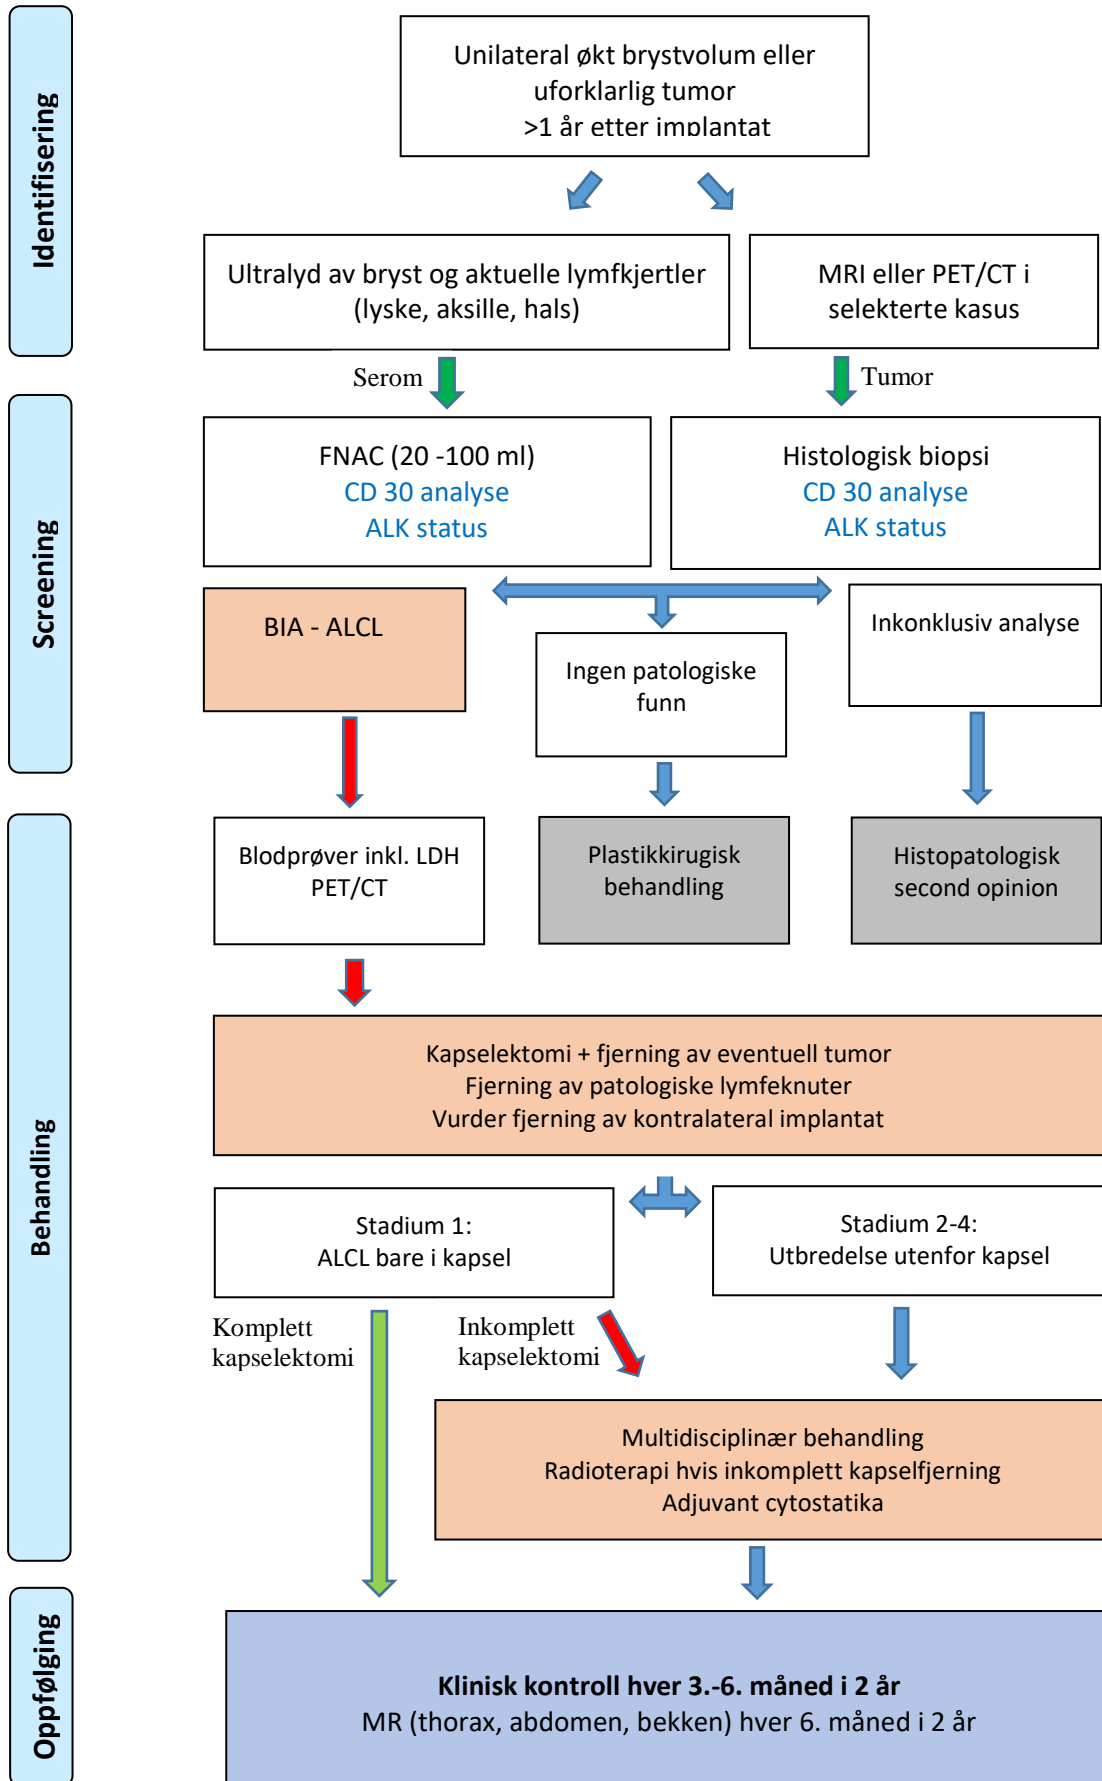 Identifisering
Unilateral økt brystvolum eller
uforklarlig tumor
>1 år etter implantat
Ultralyd av bryst og aktuelle lymfkjertler
(lyske, aksille, hals)
MRI eller PET/CT i
selekterte kasus
Serom
Tumor
Screening
FNAC (20 -100 ml)
CD 30 analyse
ALK status
Histologisk biopsi
CD 30 analyse
ALK status
BIA - ALCL
Ingen patologiske
funn
Inkonklusiv analyse
Behandling
Blodprøver inkl. LDH
PET/CT
Plastikkirugisk
behandling
Histopatologisk
second opinion
Kapselektomi + fjerning av eventuell tumor
Fjerning av patologiske lymfeknuter
Vurder fjerning av kontralateral implantat
Stadium 1:
ALCL bare i kapsel
Stadium 2-4:
Utbredelse utenfor kapsel
Komplett
kapselektomi
Inkomplett
kapselektomi
Multidisciplinær behandling
Radioterapi hvis inkomplett kapselfjerning
Adjuvant cytostatika
Oppfølging
Klinisk kontroll hver 3.-6. måned i 2 år
MR (thorax, abdomen, bekken) hver 6. måned i 2 år